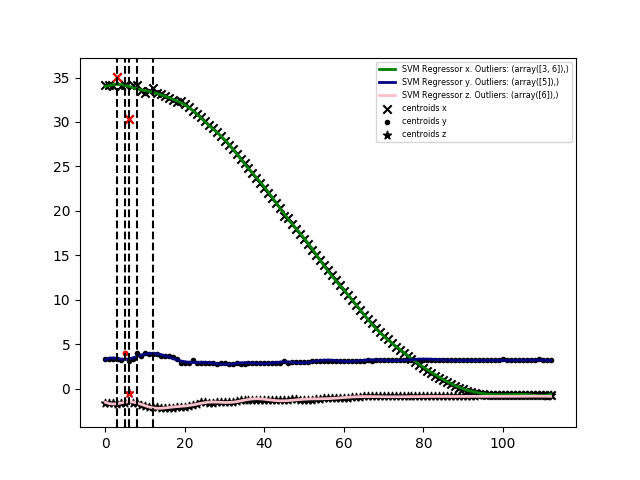 SVM Regressor x. Outliers: (array([3, 6]),)
SVM Regressor y. Outliers: (array([5]),)
SVM Regressor z. Outliers: (array([6]),)
centroids x
centroids y
centroids z
35
30
25
20
15
10
5
0
0 20 40 60 80 100